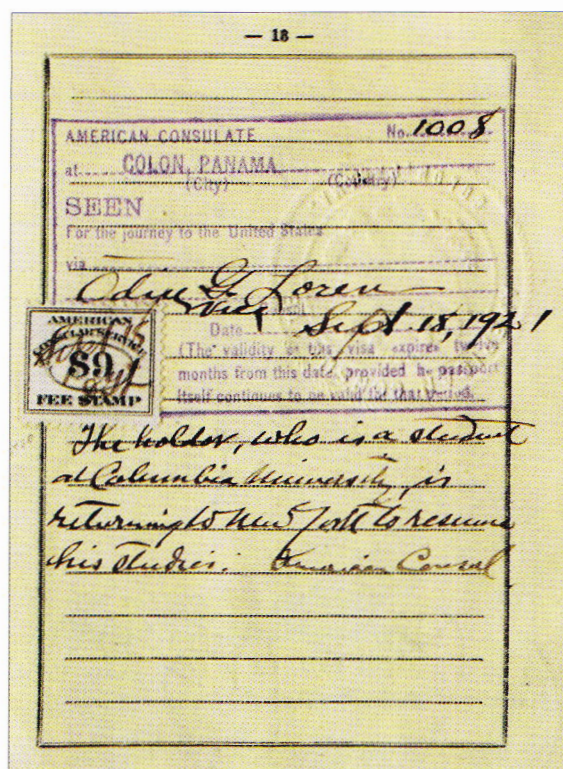 — 18 —
AMERICAN CONSULATE No. 1008
at COLON, PANAMA
(City) (Country)
SEEN
For the journey to the United States
via
Vice
Date Sept 15, 1921
(The validity of this visa expires twelve
months from this date, provided the passport
itself continues to be valid for that period.
AMERICAN
CONSULAR SERVICE
$9
FEE STAMP
The holder, who is a student
at Columbia University, is
returning to New York to resume
his studies. American Consul